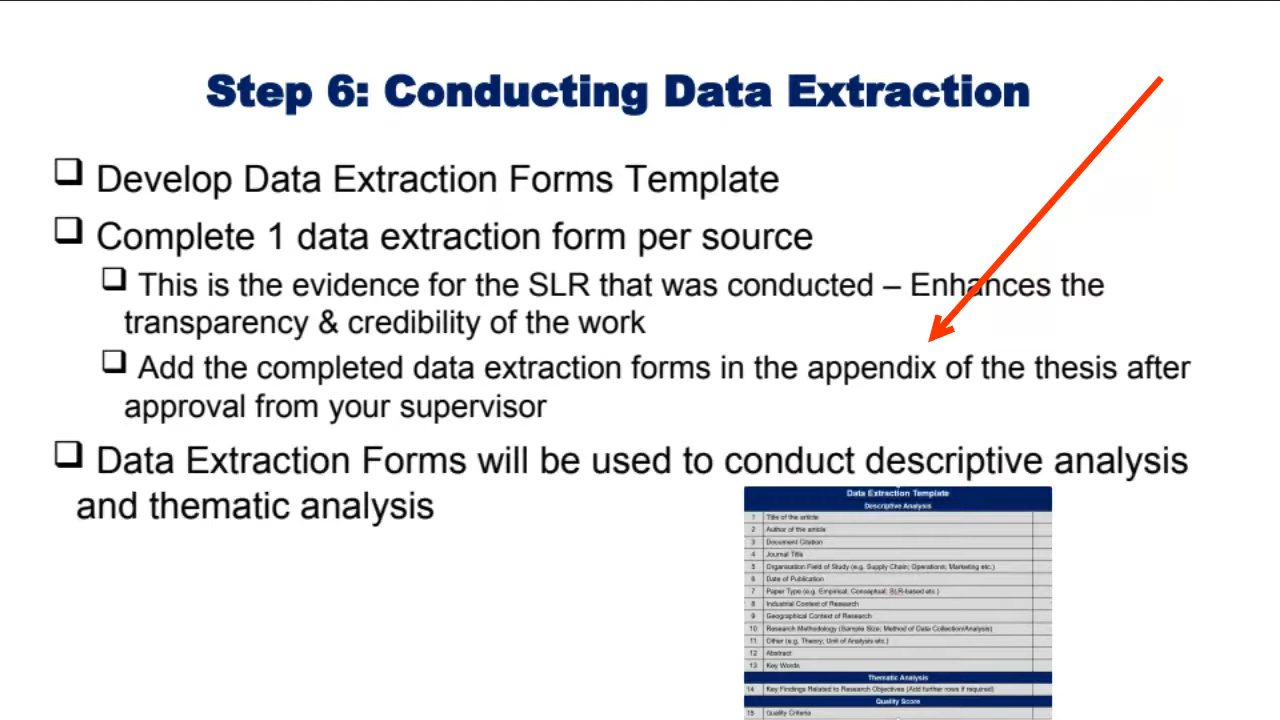 Step 6: Conducting Data Extraction
Develop Data Extraction Forms Template
Complete 1 data extraction form per source
This is the evidence for the SLR that was conducted – Enhances the
transparency & credibility of the work
Add the completed data extraction forms in the appendix of the thesis after
approval from your supervisor
Data Extraction Forms will be used to conduct descriptive analysis
and thematic analysis
Data Extraction Template
Descriptive Analysis
1 Title of the article
2 Author of the article
3 Document Citation
4 Journal Title
5 Organisation Field of Study (e.g. Supply Chain; Operations; Marketing etc.)
6 Date of Publication
7 Paper Type (e.g. Empirical; Conceptual; SLR-based etc.)
8 Industrial Context of Research
9 Geographical Context of Research
10 Research Methodology (Sample Size; Method of Data Collection/Analysis)
11 Other (e.g. Theory; Unit of Analysis etc.)
12 Abstract
13 Key Words
Thematic Analysis
14 Key Findings Related to Research Objectives (Add further rows if required)
Quality Score
15 Quality Criteria